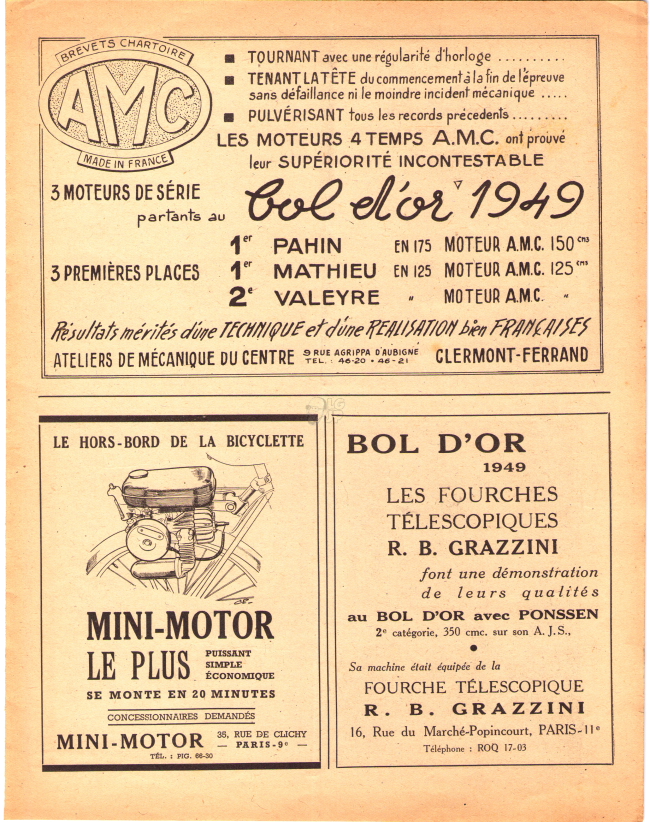 BREVETS CHARTOIRE
AMC
MADE IN FRANCE
■ TOURNANT avec une régularité d'horloge ..........
■ TENANT LA TÊTE du commencement à la fin de l'épreuve
sans défaillance ni le moindre incident mécanique .....
■ PULVÉRISANT tous les records précedents .........
LES MOTEURS 4 TEMPS A.M.C. ont prouvé
leur SUPÉRIORITÉ INCONTESTABLE
3 MOTEURS DE SÉRIE
partants au bol d'or 1949
1er PAHIN EN 175 MOTEUR A.M.C. 150 cm3
3 PREMIÈRES PLACES 1er MATHIEU EN 125 MOTEUR A.M.C. 125 cm3
2e VALEYRE " MOTEUR A.M.C. "
Résultats mérités d'une TECHNIQUE et d'une REALISATION bien FRANÇAISES
ATELIERS DE MÉCANIQUE DU CENTRE 9 RUE AGRIPPA D'AUBIGNÉ CLERMONT-FERRAND
TEL. : 46-20 • 46-21
LE HORS-BORD DE LA BICYCLETTE
MINI-MOTOR
LE PLUS PUISSANT
SIMPLE
ÉCONOMIQUE
SE MONTE EN 20 MINUTES
CONCESSIONNAIRES DEMANDÉS
MINI-MOTOR 38, RUE DE CLICHY
— PARIS-9e —
TÉL. : PIG. 66-30
BOL D'OR
1949
LES FOURCHES
TÉLESCOPIQUES
R. B. GRAZZINI
font une démonstration
de leurs qualités
au BOL D'OR avec PONSSEN
2e catégorie, 350 cmc. sur son A. J. S.,
●
Sa machine était équipée de la
FOURCHE TÉLESCOPIQUE
R. B. GRAZZINI
16, Rue du Marché-Popincourt, PARIS-11e
Téléphone : ROQ 17-03